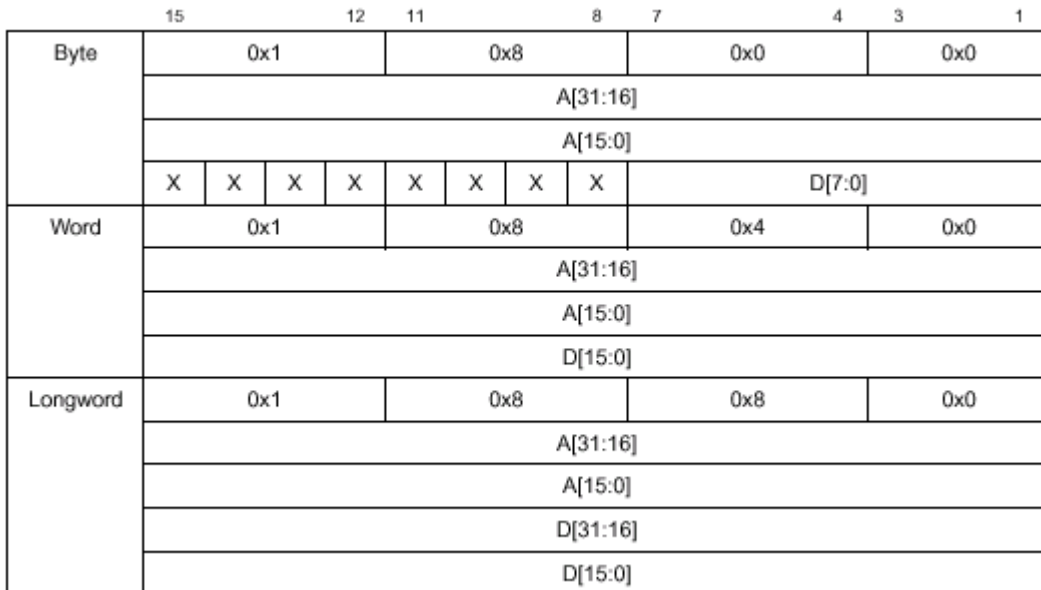 15 12 11 8 7 4 3 1
Byte 0x1 0x8 0x0 0x0
A[31:16]
A[15:0]
X X X X X X X X D[7:0]
Word 0x1 0x8 0x4 0x0
A[31:16]
A[15:0]
D[15:0]
Longword 0x1 0x8 0x8 0x0
A[31:16]
A[15:0]
D[31:16]
D[15:0]